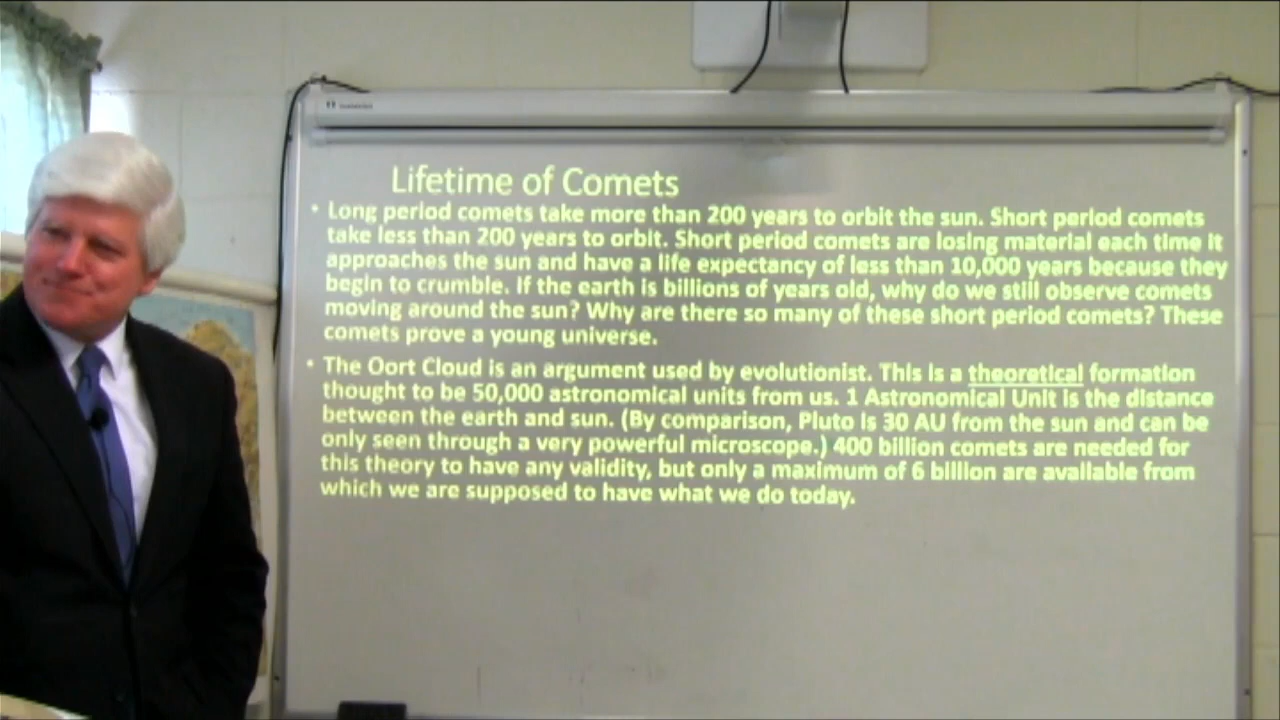 Lifetime of Comets
• Long period comets take more than 200 years to orbit the sun. Short period comets
take less than 200 years to orbit. Short period comets are losing material each time it
approaches the sun and have a life expectancy of less than 10,000 years because they
begin to crumble. If the earth is billions of years old, why do we still observe comets
moving around the sun? Why are there so many of these short period comets? These
comets prove a young universe.
• The Oort Cloud is an argument used by evolutionist. This is a theoretical formation
thought to be 50,000 astronomical units from us. 1 Astronomical Unit is the distance
between the earth and sun. (By comparison, Pluto is 30 AU from the sun and can be
only seen through a very powerful microscope.) 400 billion comets are needed for
this theory to have any validity, but only a maximum of 6 billion are available from
which we are supposed to have what we do today.